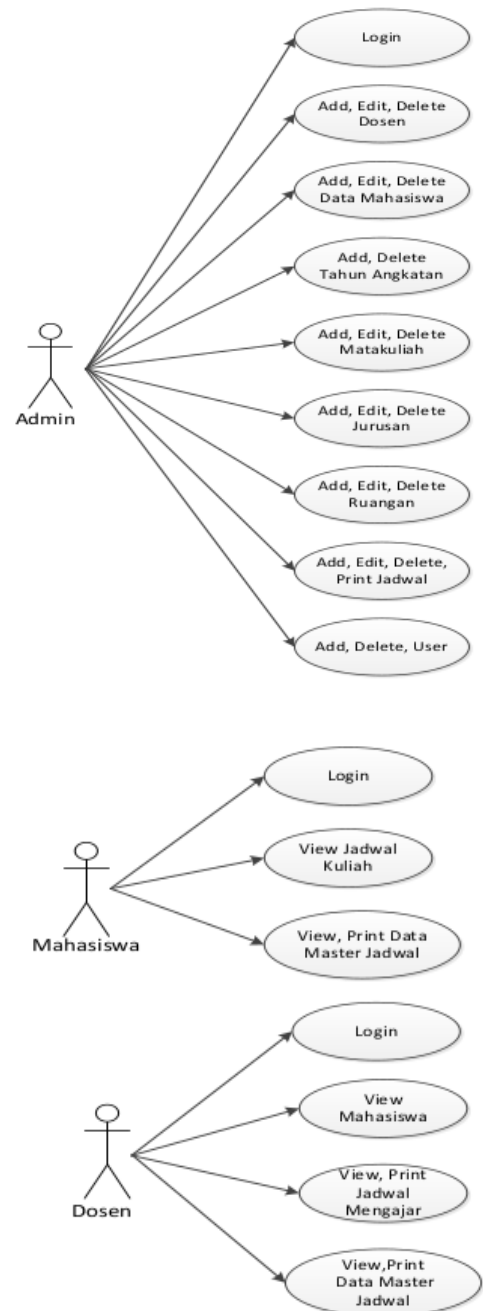 Login
Add, Edit, Delete
Dosen
Add, Edit, Delete
Data Mahasiswa
Add, Delete
Tahun Angkatan
Add, Edit, Delete
Matakuliah
Admin
Add, Edit, Delete
Jurusan
Add, Edit, Delete
Ruangan
Add, Edit, Delete,
Print Jadwal
Add, Delete, User
Login
View Jadwal
Kuliah
Mahasiswa
View, Print Data
Master Jadwal
Login
View
Mahasiswa
Dosen
View, Print
Jadwal
Mengajar
View,Print
Data Master
Jadwal